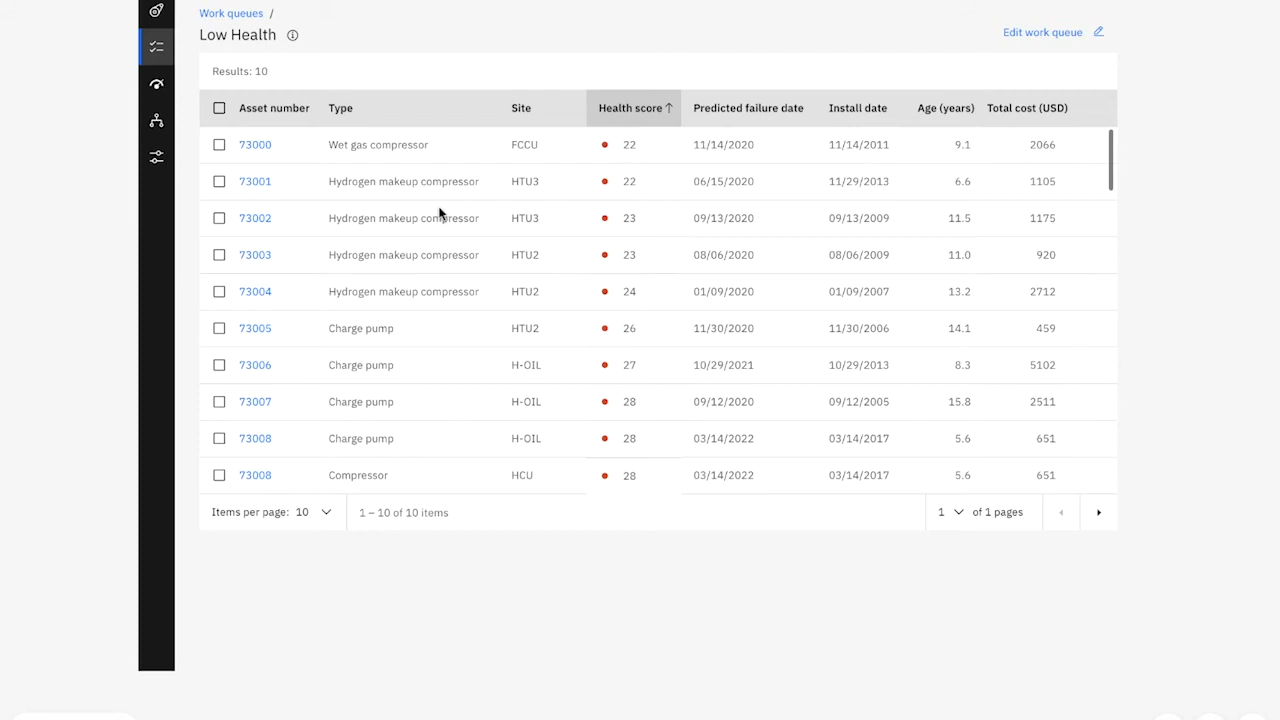 Work queues /
Low Health
Edit work queue
Results: 10
Asset number Type Site Health score Predicted failure date Install date Age (years) Total cost (USD)
73000 Wet gas compressor FCCU 22 11/14/2020 11/14/2011 9.1 2066
73001 Hydrogen makeup compressor HTU3 22 06/15/2020 11/29/2013 6.6 1105
73002 Hydrogen makeup compressor HTU3 23 09/13/2020 09/13/2009 11.5 1175
73003 Hydrogen makeup compressor HTU2 23 08/06/2020 08/06/2009 11.0 920
73004 Hydrogen makeup compressor HTU2 24 01/09/2020 01/09/2007 13.2 2712
73005 Charge pump HTU2 26 11/30/2020 11/30/2006 14.1 459
73006 Charge pump H-OIL 27 10/29/2021 10/29/2013 8.3 5102
73007 Charge pump H-OIL 28 09/12/2020 09/12/2005 15.8 2511
73008 Charge pump H-OIL 28 03/14/2022 03/14/2017 5.6 651
73008 Compressor HCU 28 03/14/2022 03/14/2017 5.6 651
Items per page: 10 1 – 10 of 10 items 1 of 1 pages